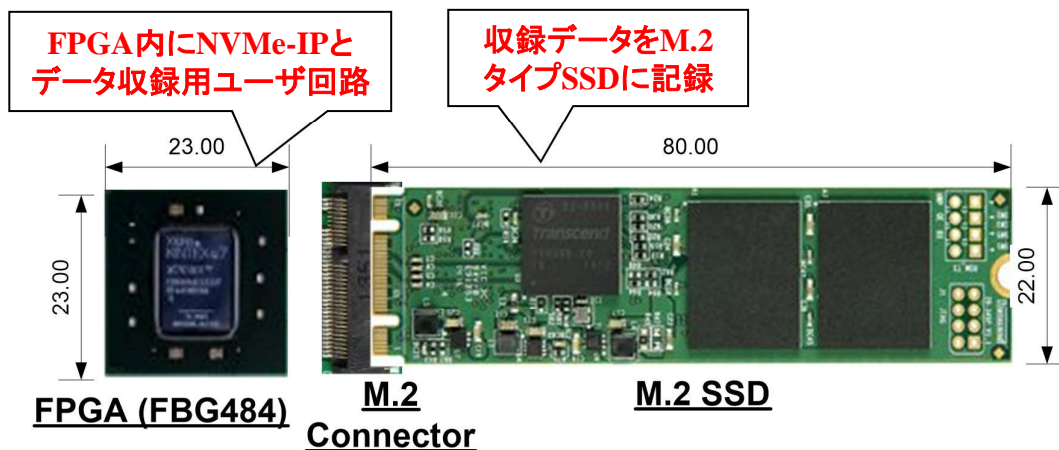 FPGA内にNVMe-IPと
データ収録用ユーザ回路
収録データをM.2
タイプSSDに記録
23.00
80.00
23.00
22.00
Transcend
FPGA (FBG484)
M.2
Connector
M.2 SSD